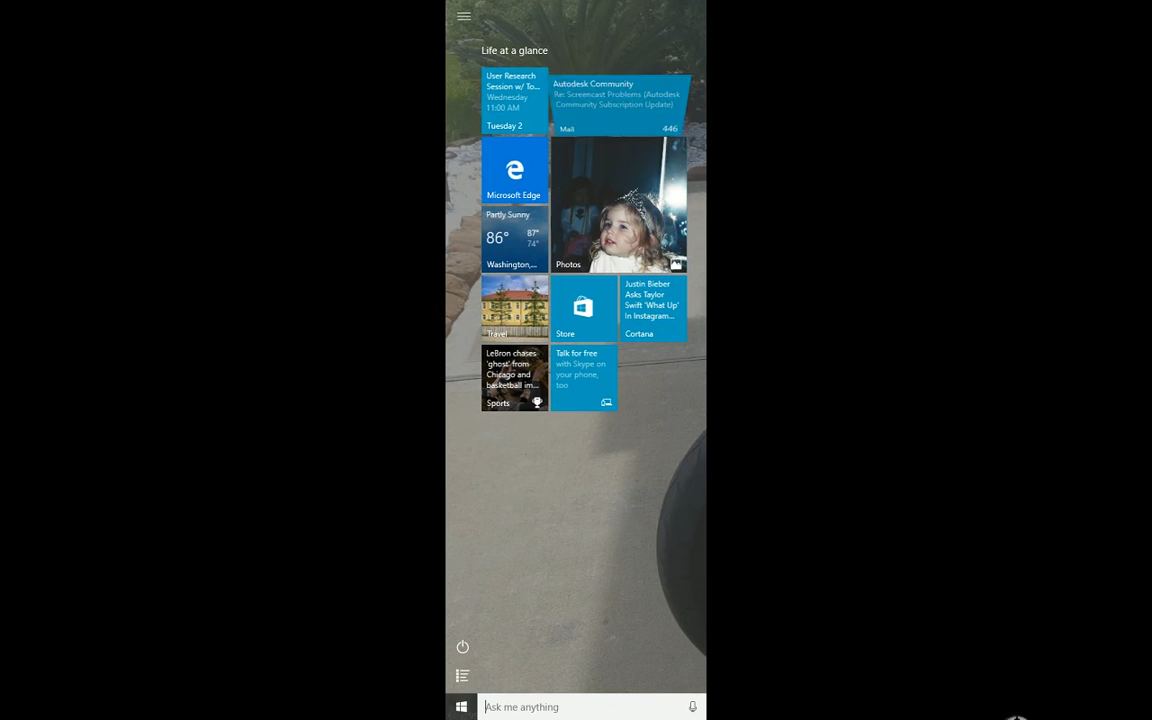 Life at a glance
User Research
Session w/ To...
Wednesday
11:00 AM
Tuesday 2
Autodesk Community
Re: Screencast Problems (Autodesk
Community Subscription Update)
Mail 446
Microsoft Edge
Partly Sunny
86° 87°
74°
Washington,...
Photos
Travel
Store
Justin Bieber
Asks Taylor
Swift 'What Up'
In Instagram...
Cortana
LeBron chases
'ghost' from
Chicago and
basketball im...
Sports
Talk for free
with Skype on
your phone,
too
Ask me anything